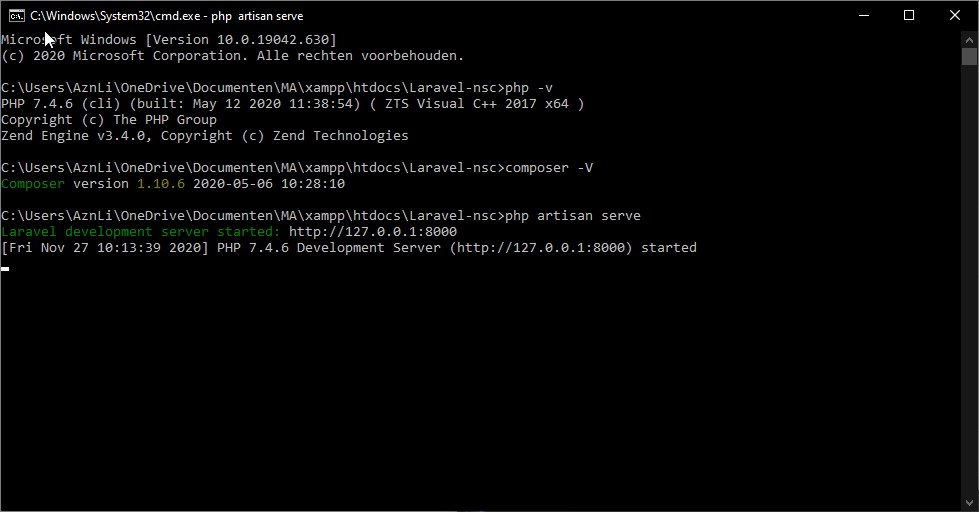 C:\Windows\System32\cmd.exe - php  artisan serve
Microsoft Windows [Version 10.0.19042.630]
(c) 2020 Microsoft Corporation. Alle rechten voorbehouden.
C:\Users\AznLi\OneDrive\Documenten\MA\xampp\htdocs\Laravel-nsc>php -v
PHP 7.4.6 (cli) (built: May 12 2020 11:38:54) ( ZTS Visual C++ 2017 x64 )
Copyright (c) The PHP Group
Zend Engine v3.4.0, Copyright (c) Zend Technologies
C:\Users\AznLi\OneDrive\Documenten\MA\xampp\htdocs\Laravel-nsc>composer -V
Composer version 1.10.6 2020-05-06 10:28:10
C:\Users\AznLi\OneDrive\Documenten\MA\xampp\htdocs\Laravel-nsc>php artisan serve
Laravel development server started: http://127.0.0.1:8000
[Fri Nov 27 10:13:39 2020] PHP 7.4.6 Development Server (http://127.0.0.1:8000) started